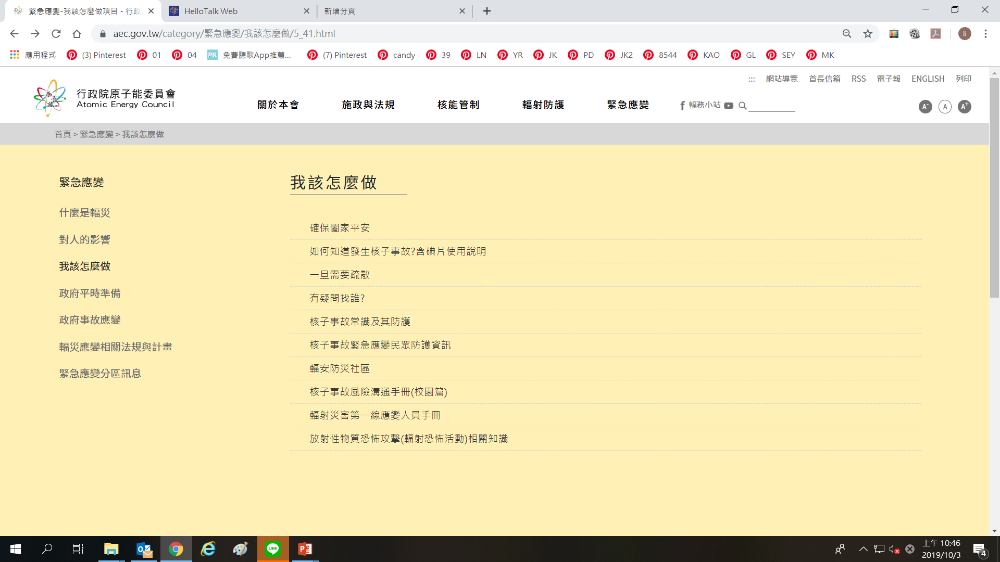 緊急應變-我該怎麼做項目 - 行政
HelloTalk Web
新增分頁
aec.gov.tw/category/緊急應變/我該怎麼做/5_41.html
li
應用程式
(3) Pinterest
01
04
PK
免費聽歌App推薦...
(7) Pinterest
candy
39
LN
YR
JK
PD
JK2
8544
KAO
GL
SEY
MK
:::
網站導覽
首長信箱
RSS
電子報
ENGLISH
列印
原子能
AEC
行政院原子能委員會
Atomic Energy Council
關於本會
施政與法規
核能管制
輻射防護
緊急應變
輻務小站
A-
A
A+
首頁 > 緊急應變 > 我該怎麼做
緊急應變
什麼是輻災
對人的影響
我該怎麼做
政府平時準備
政府事故應變
輻災應變相關法規與計畫
緊急應變分區訊息
我該怎麼做
確保闔家平安
如何知道發生核子事故?含碘片使用說明
一旦需要疏散
有疑問找誰?
核子事故常識及其防護
核子事故緊急應變民眾防護資訊
輻安防災社區
核子事故風險溝通手冊(校園篇)
輻射災害第一線應變人員手冊
放射性物質恐怖攻擊(輻射恐怖活動)相關知識
LINE
上午 10:46
2019/10/3
4